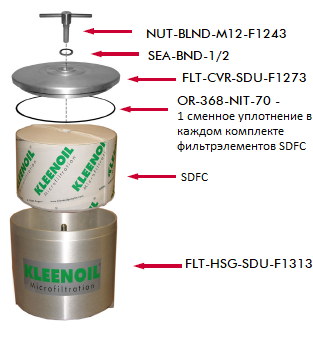 NUT-BLND-M12-F1243
SEA-BND-1/2
FLT-CVR-SDU-F1273
OR-368-NIT-70 -
1 сменное уплотнение в
каждом комплекте
фильтрэлементов SDFC
KLEENOIL
Microfiltration
SDFC
FLT-HSG-SDU-F1313
KLEENOIL
Microfiltration